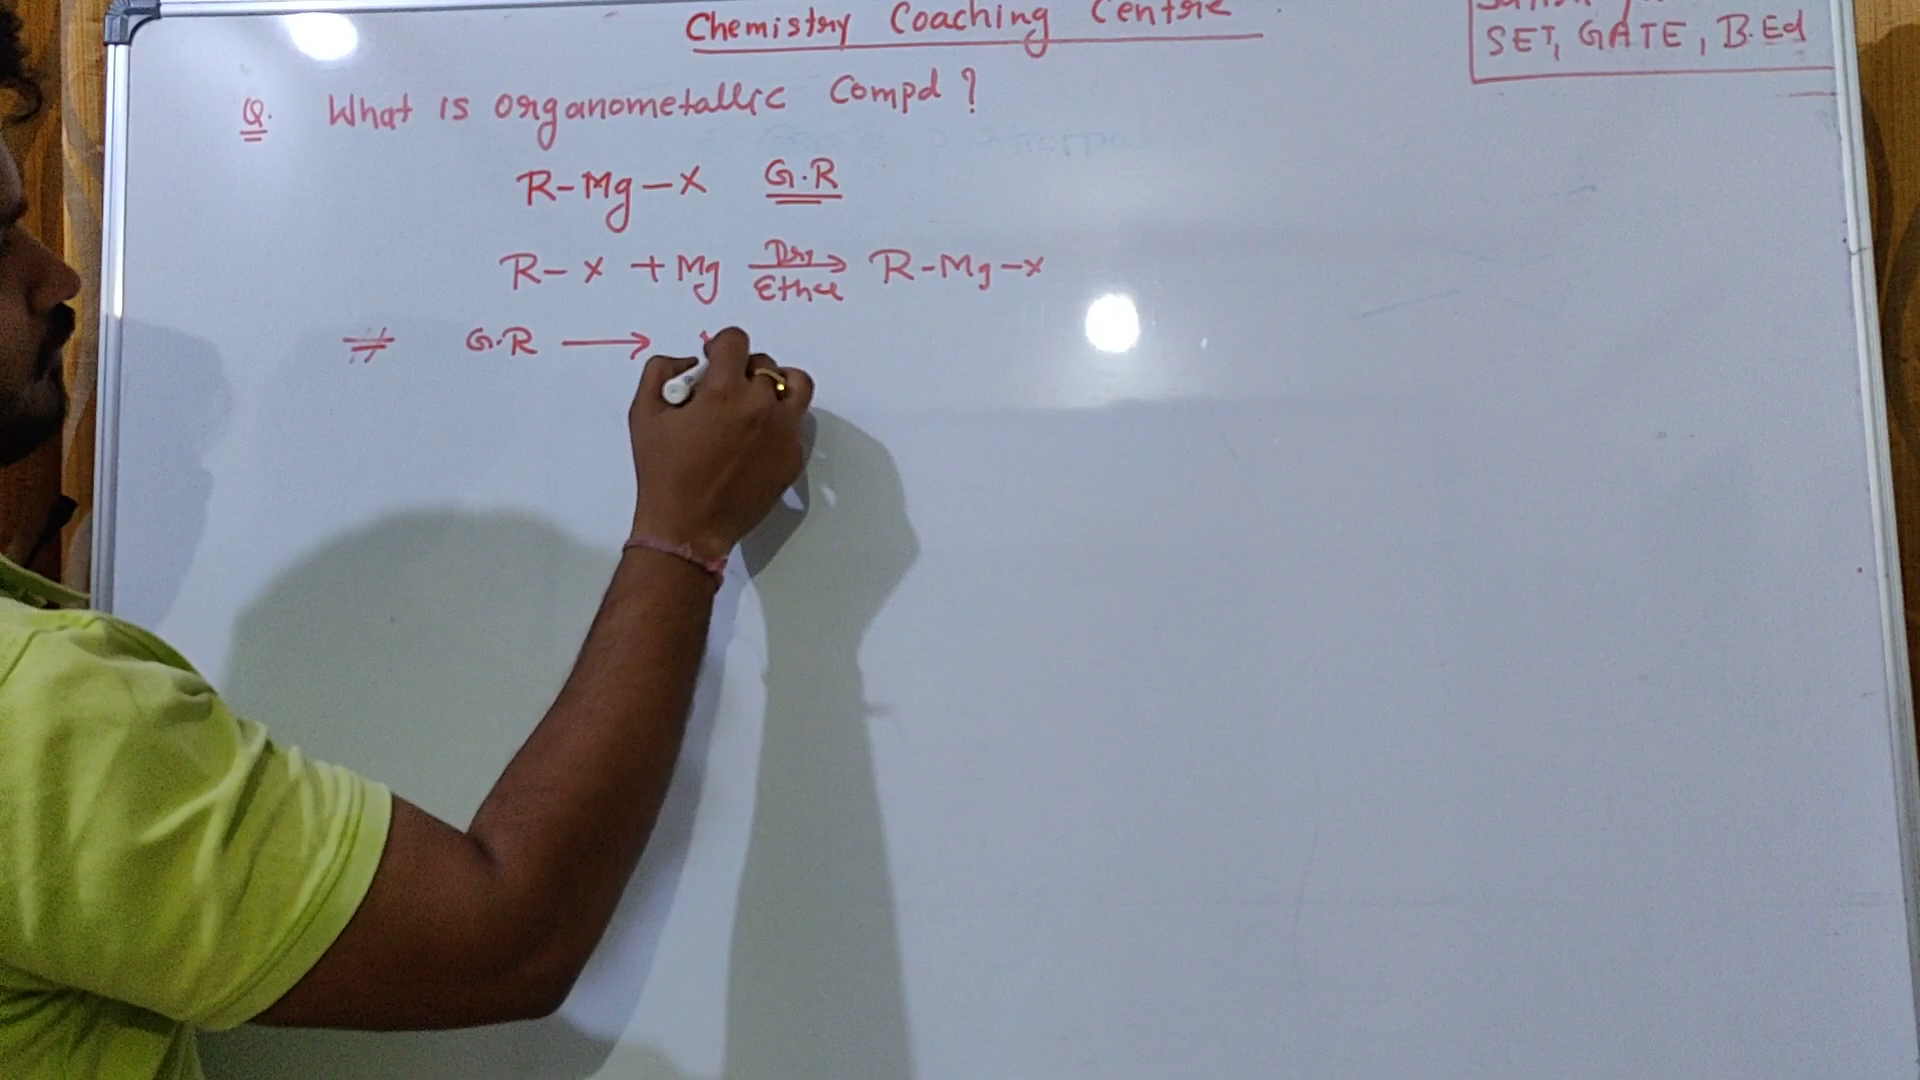 Chemistry Coaching Centre
SET, GATE, B.Ed
Q. What is organometallic Compd ?
R-Mg-X G.R
R-X + Mg Dry Ether → R-Mg-X
# G.R →